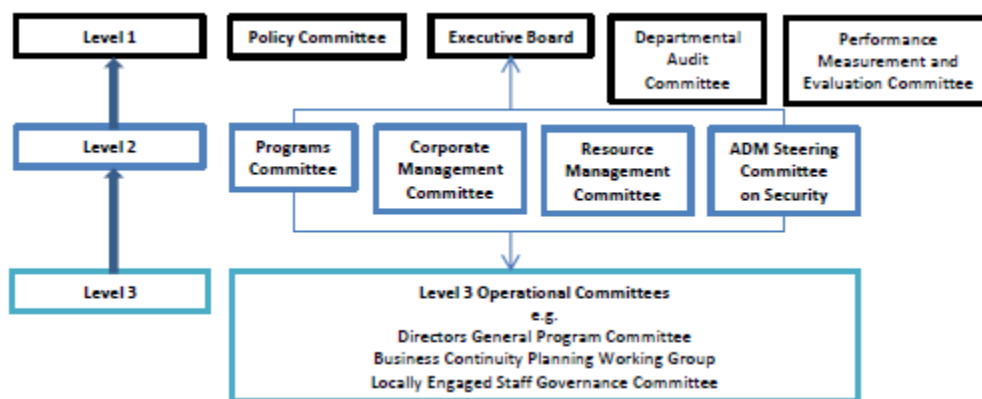 Level 1
Policy Committee
Executive Board
Departmental
Audit
Committee
Performance
Measurement and
Evaluation Committee
Level 2
Programs
Committee
Corporate
Management
Committee
Resource
Management
Committee
ADM Steering
Committee
on Security
Level 3
Level 3 Operational Committees
e.g.
Directors General Program Committee
Business Continuity Planning Working Group
Locally Engaged Staff Governance Committee